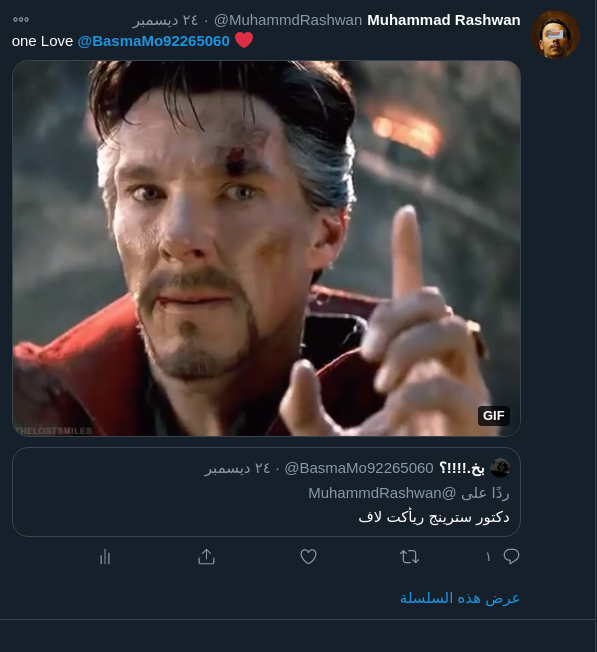 Muhammad Rashwan @MuhammdRashwan · ٢٤ ديسمبر
one Love @BasmaMo92265060 ❤️
THELOSTSMILES
GIF
بخ.!!!!؟ @BasmaMo92265060 · ٢٤ ديسمبر
ردًا على @MuhammdRashwan
دكتور سترينج ريأكت لاف
١
عرض هذه السلسلة